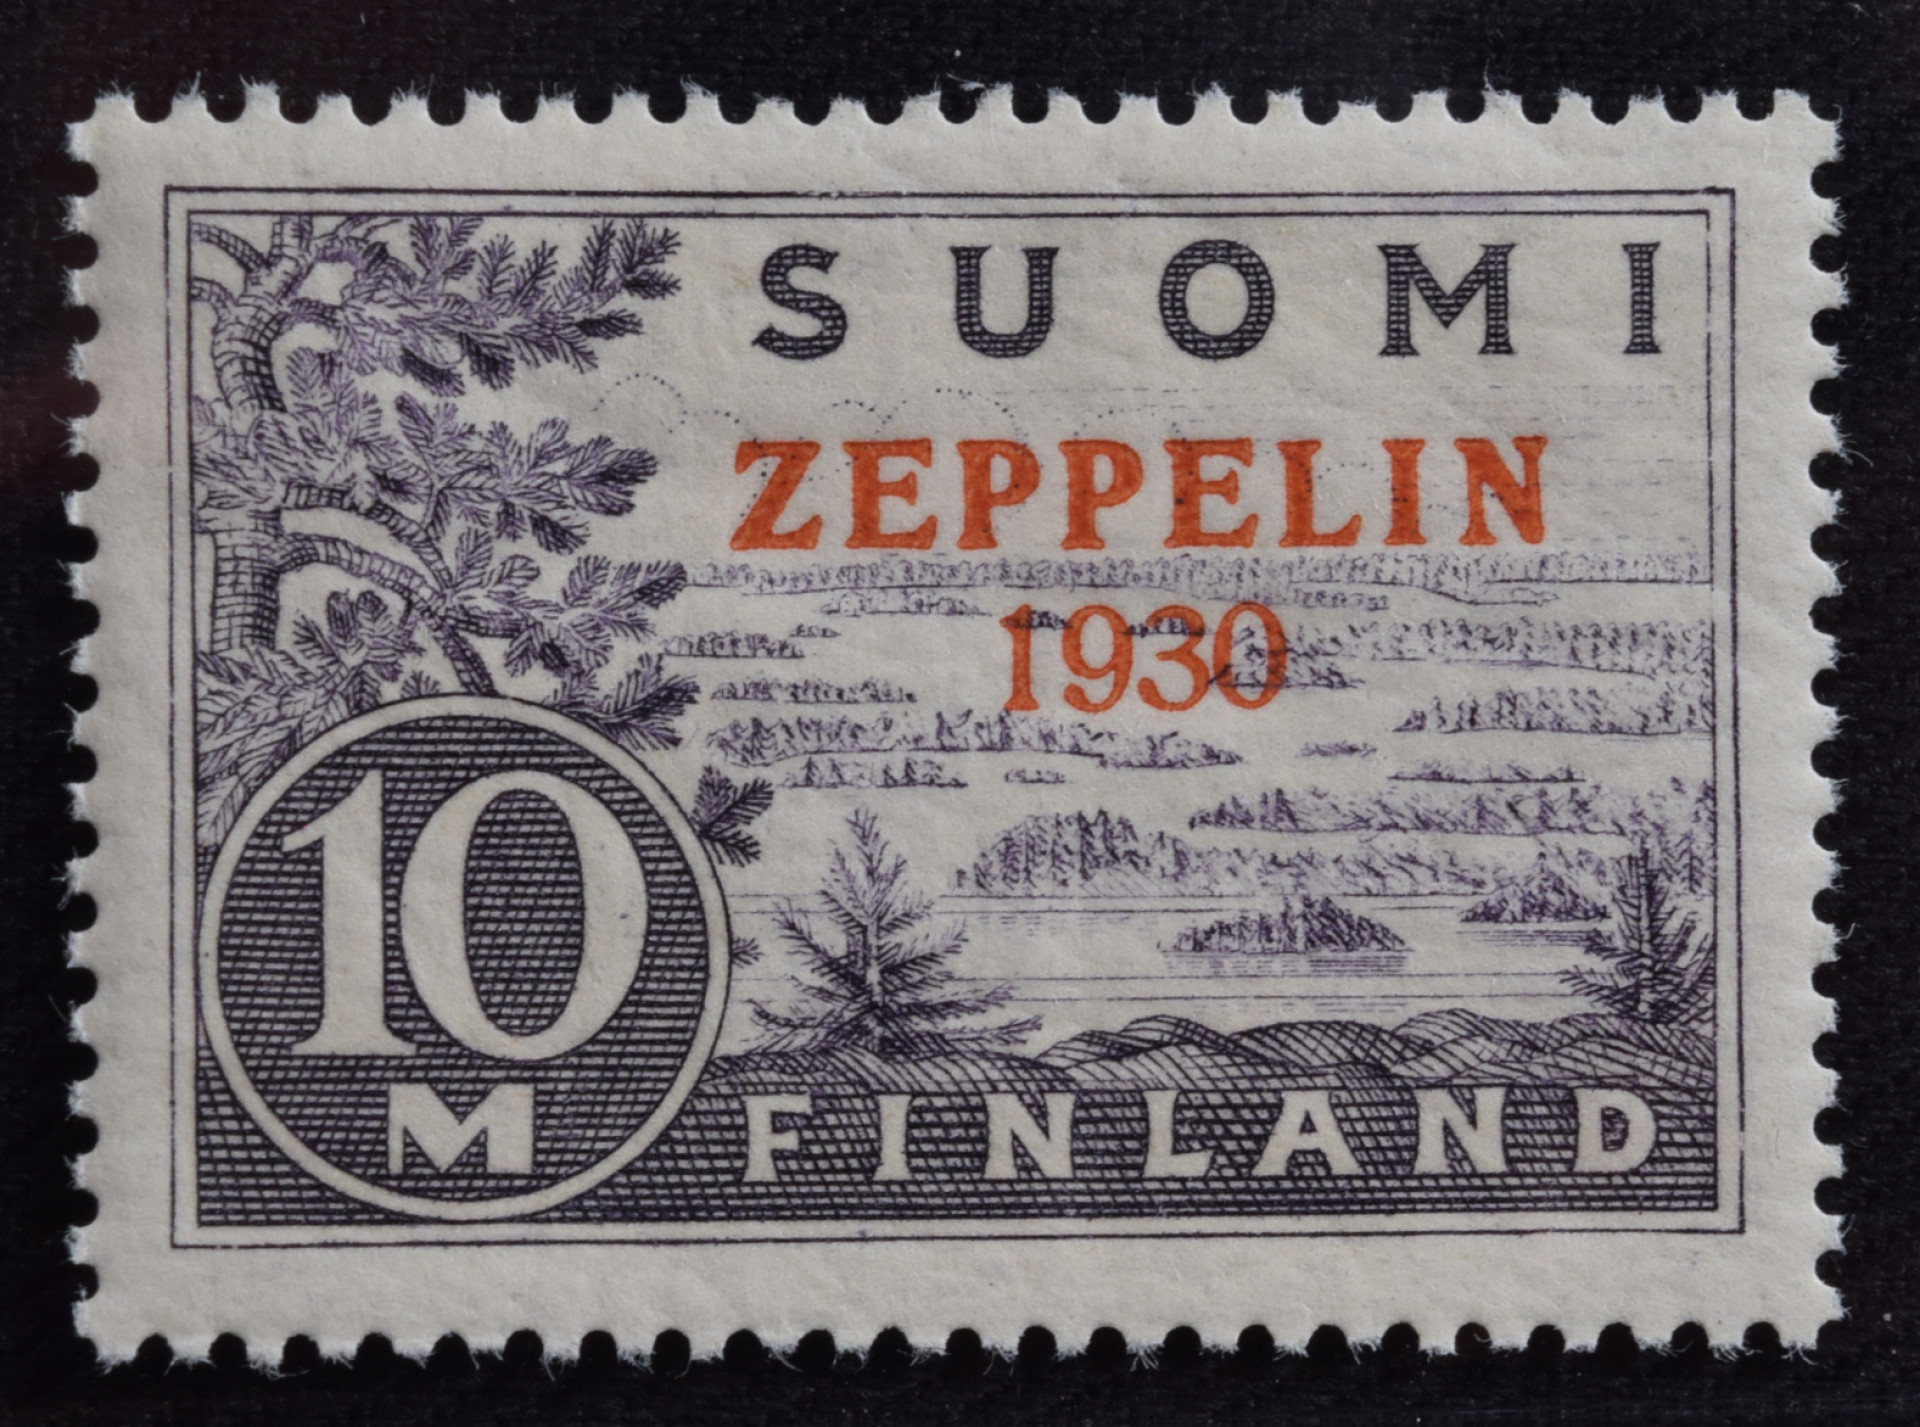 SUOMI
ZEPPELIN
1930
10
M
FINLAND